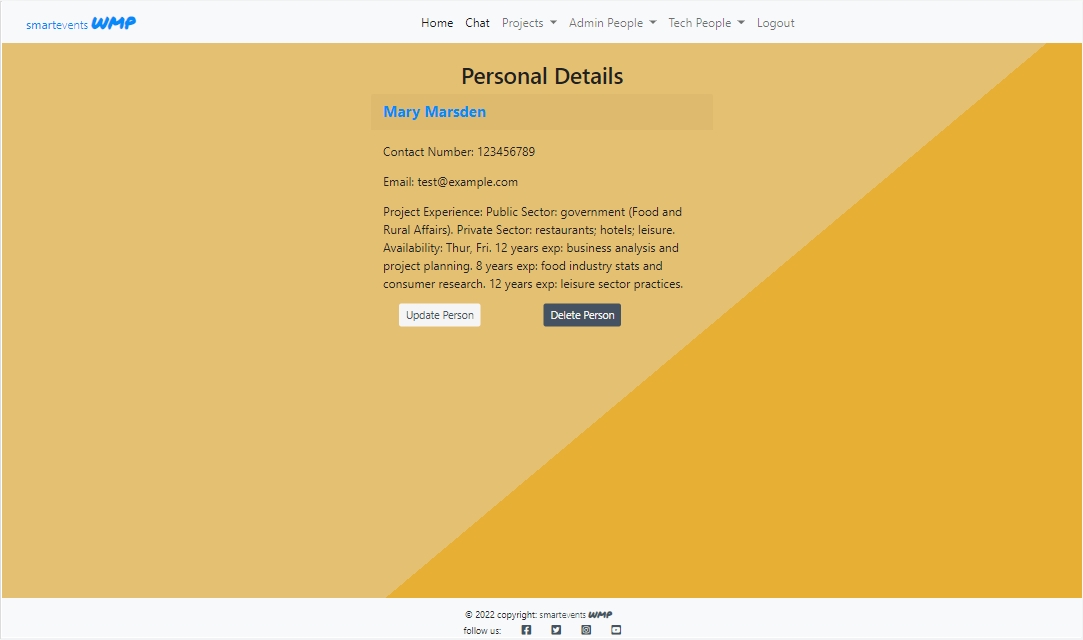 smartevents WMP Home Chat Projects Admin People Tech People Logout
Personal Details
Mary Marsden
Contact Number: 123456789
Email: test@example.com
Project Experience: Public Sector: government (Food and
Rural Affairs). Private Sector: restaurants; hotels; leisure.
Availability: Thur, Fri. 12 years exp: business analysis and
project planning. 8 years exp: food industry stats and
consumer research. 12 years exp: leisure sector practices.
Update Person Delete Person
© 2022 copyright: smartevents WMP
follow us: